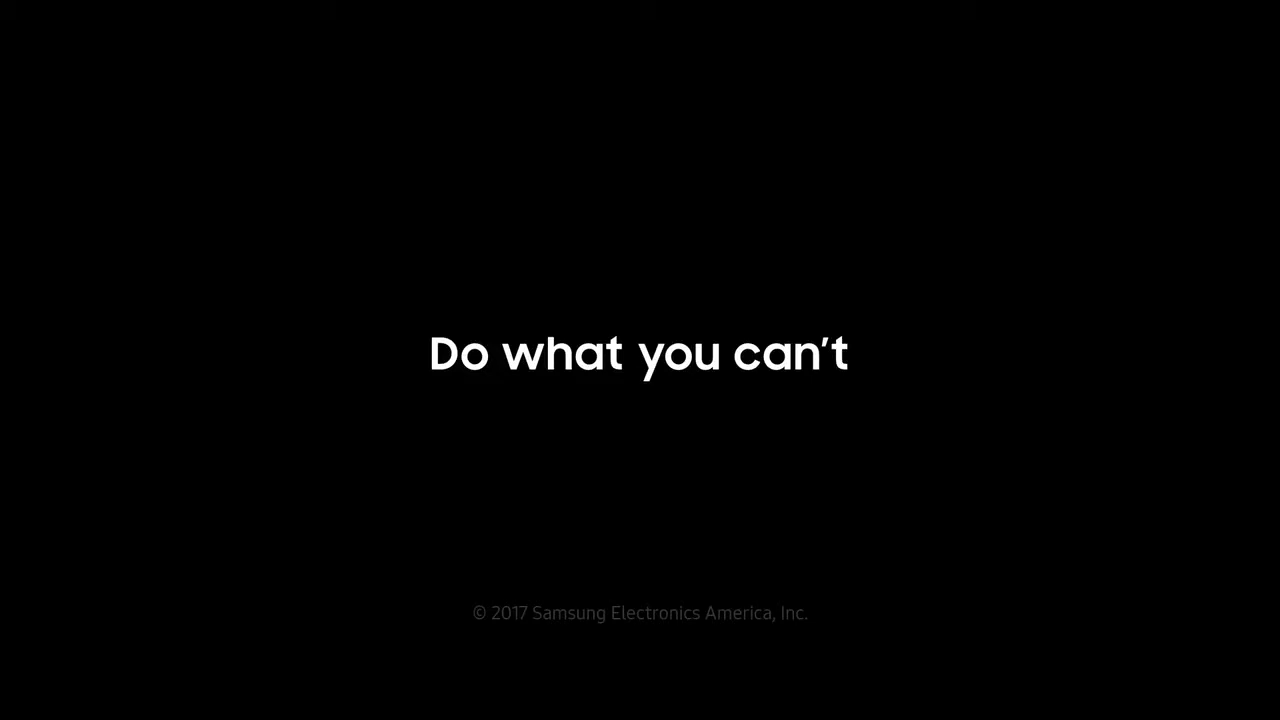 Do what you can’t
© 2017 Samsung Electronics America, Inc.